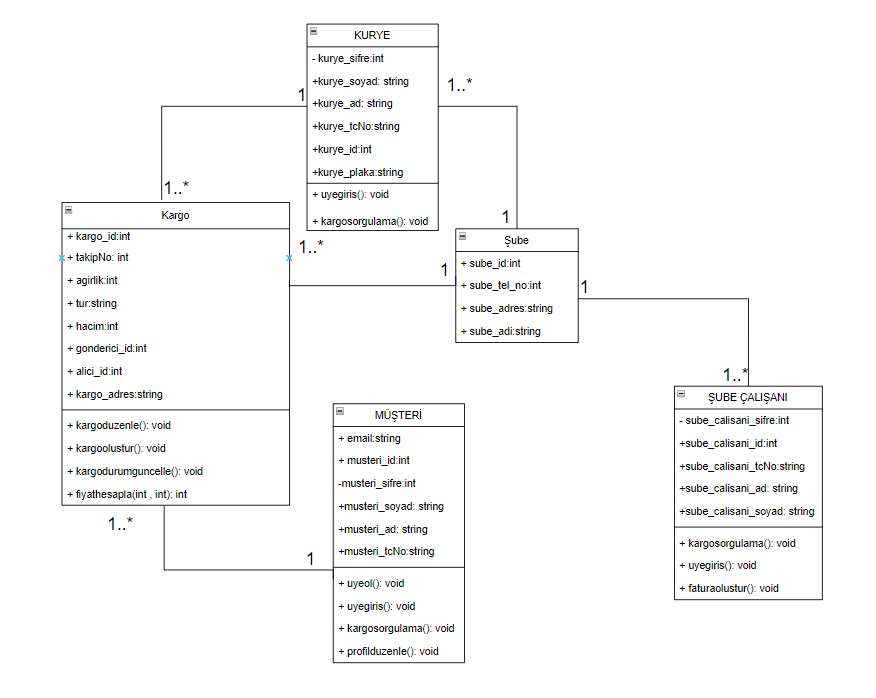 KURYE
- kurye_sifre:int
+kurye_soyad: string
+kurye_ad: string
+kurye_tcNo:string
+kurye_id:int
+kurye_plaka:string
+ uyegiris(): void
+ kargosorgulama(): void
1
1..*
1..*
1
Kargo
+ kargo_id:int
+ takipNo: int
+ agirlik:int
+ tur:string
+ hacim:int
+ gonderici_id:int
+ alici_id:int
+ kargo_adres:string
+ kargoduzenle(): void
+ kargoolustur(): void
+ kargodurumguncelle(): void
+ fiyathesapla(int , int): int
1..*
1
Şube
+ sube_id:int
+ sube_tel_no:int
+ sube_adres:string
+ sube_adi:string
1
1..*
ŞUBE ÇALIŞANI
- sube_calisani_sifre:int
+sube_calisani_id:int
+sube_calisani_tcNo:string
+sube_calisani_ad: string
+sube_calisani_soyad: string
+ kargosorgulama(): void
+ uyegiris(): void
+ faturaolustur(): void
1..*
1
MÜŞTERİ
+ email:string
+ musteri_id:int
-musteri_sifre:int
+musteri_soyad: string
+musteri_ad: string
+musteri_tcNo:string
+ uyeol(): void
+ uyegiris(): void
+ kargosorgulama(): void
+ profilduzenle(): void